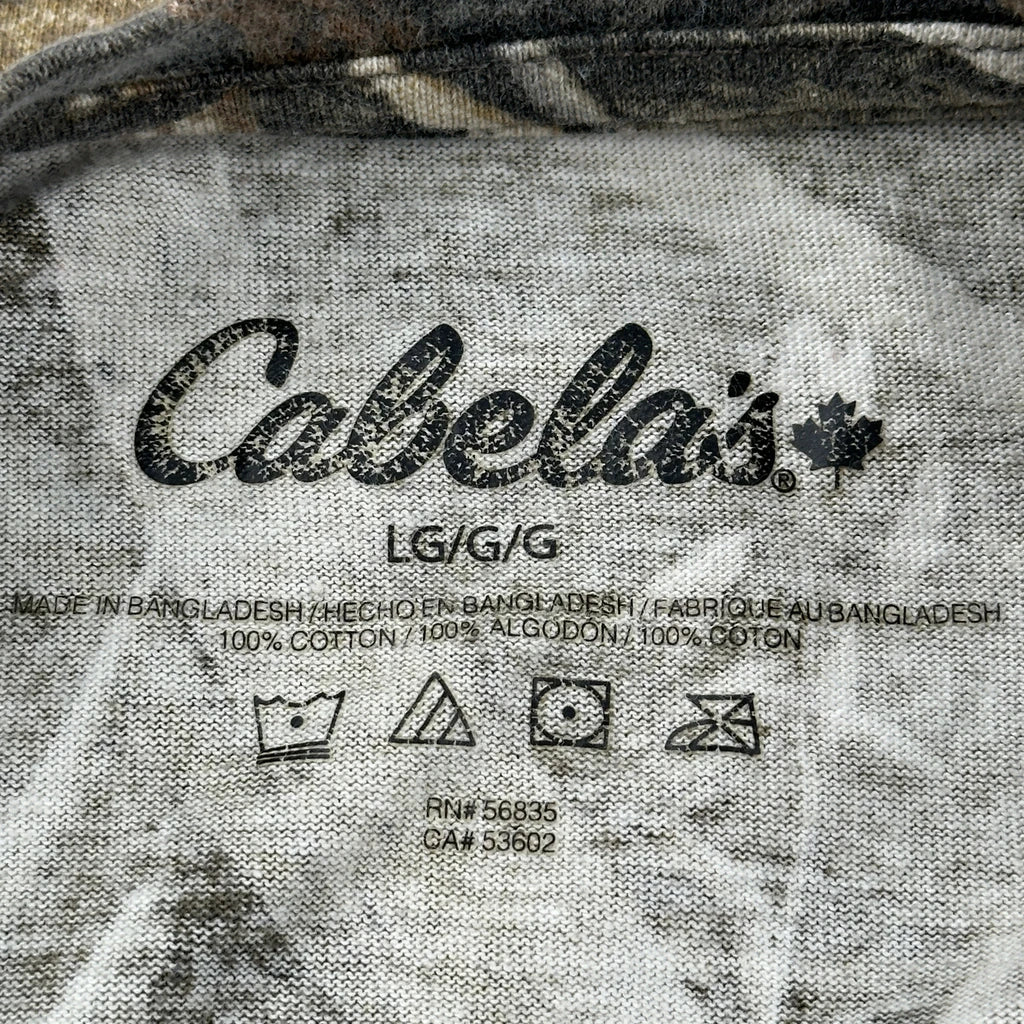 Cabela's®
LG/G/G
MADE IN BANGLADESH / HECHO EN BANGLADESH / FABRIQUE AU BANGLADESH
100% COTTON / 100% ALGODÓN / 100% COTON
RN# 56835
CA# 53602